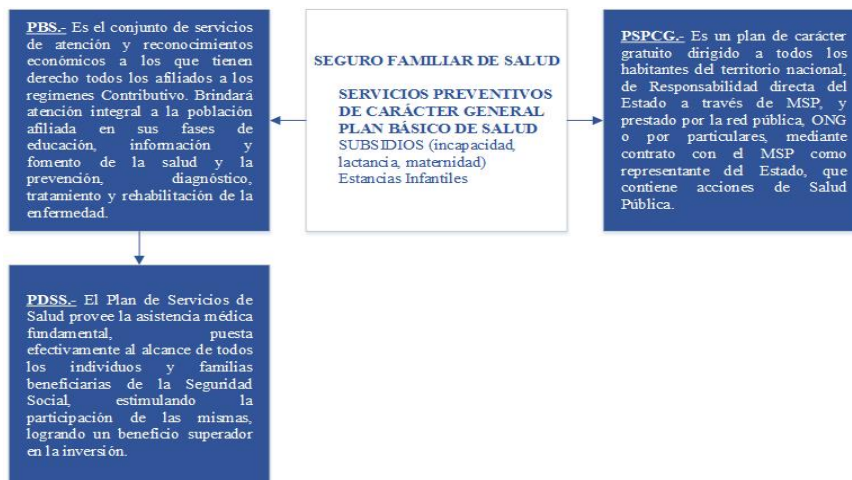 PBS.- Es el conjunto de servicios
de atención y reconocimientos
económicos a los que tienen
derecho todos los afiliados a los
regímenes Contributivo. Brindará
atención integral a la población
afiliada en sus fases de
educación, información y
fomento de la salud y la
prevención, diagnóstico,
tratamiento y rehabilitación de la
enfermedad.
SEGURO FAMILIAR DE SALUD
SERVICIOS PREVENTIVOS
DE CARÁCTER GENERAL
PLAN BÁSICO DE SALUD
SUBSIDIOS (incapacidad,
lactancia, maternidad)
Estancias Infantiles
PSPCG.- Es un plan de carácter
gratuito dirigido a todos los
habitantes del territorio nacional,
de Responsabilidad directa del
Estado a través de MSP, y
prestado por la red pública, ONG
o por particulares, mediante
contrato con el MSP como
representante del Estado, que
contiene acciones de Salud
Pública.
PDSS.- El Plan de Servicios de
Salud provee la asistencia médica
fundamental, puesta
efectivamente al alcance de todos
los individuos y familias
beneficiarias de la Seguridad
Social, estimulando la
participación de las mismas,
logrando un beneficio superador
en la inversión.